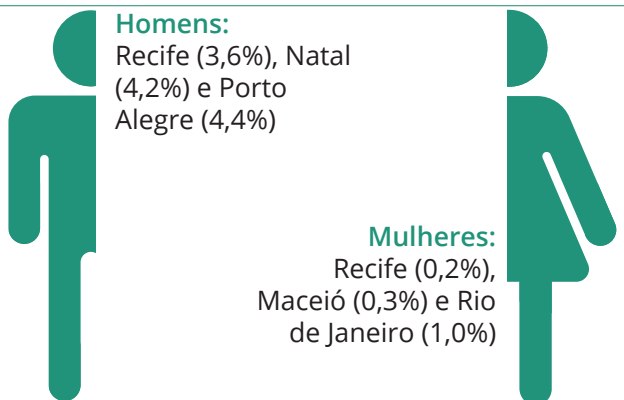 Homens:
Recife (3,6%), Natal
(4,2%) e Porto
Alegre (4,4%)
Mulheres:
Recife (0,2%),
Maceió (0,3%) e Rio
de Janeiro (1,0%)